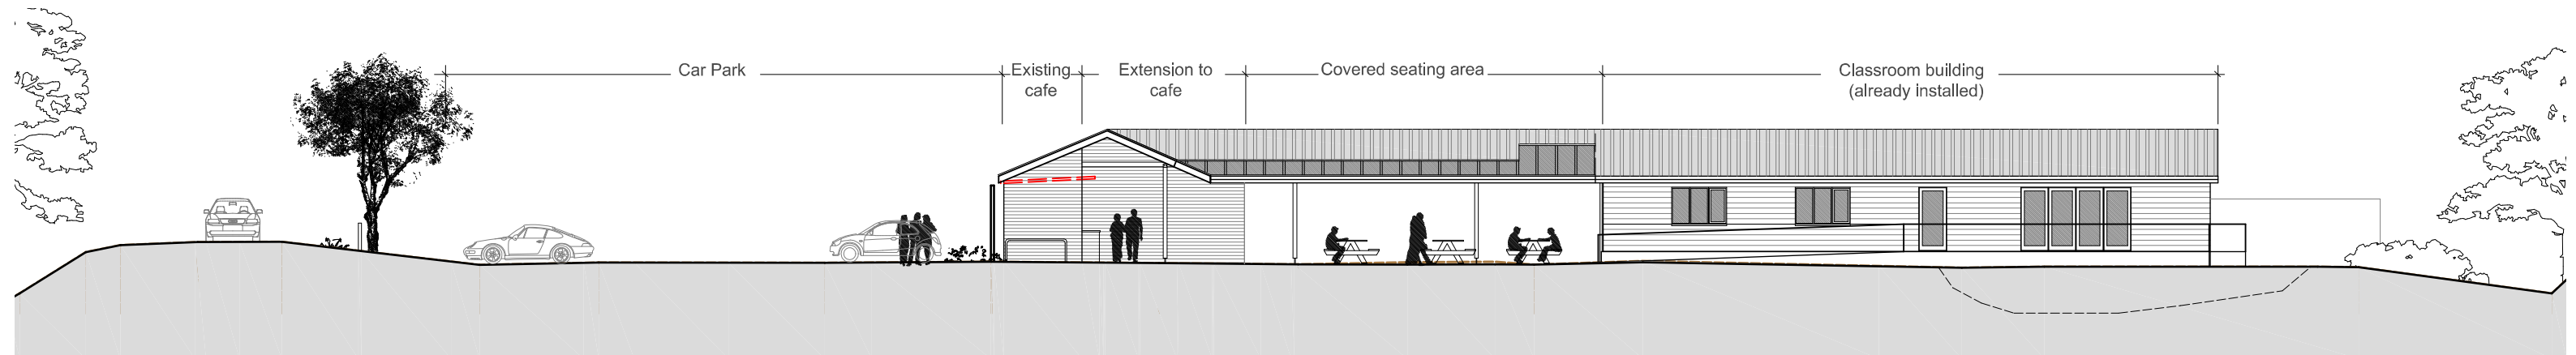 Car Park
Existing
cafe
Extension to
cafe
Covered seating area
Classroom building
(already installed)